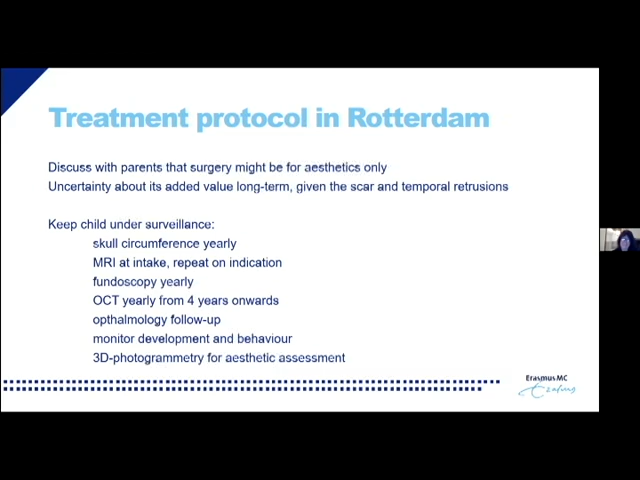 Treatment protocol in Rotterdam
Discuss with parents that surgery might be for aesthetics only
Uncertainty about its added value long-term, given the scar and temporal retrusions
Keep child under surveillance:
skull circumference yearly
MRI at intake, repeat on indication
fundoscopy yearly
OCT yearly from 4 years onwards
opthalmology follow-up
monitor development and behaviour
3D-photogrammetry for aesthetic assessment
Erasmus MC
Erasmus